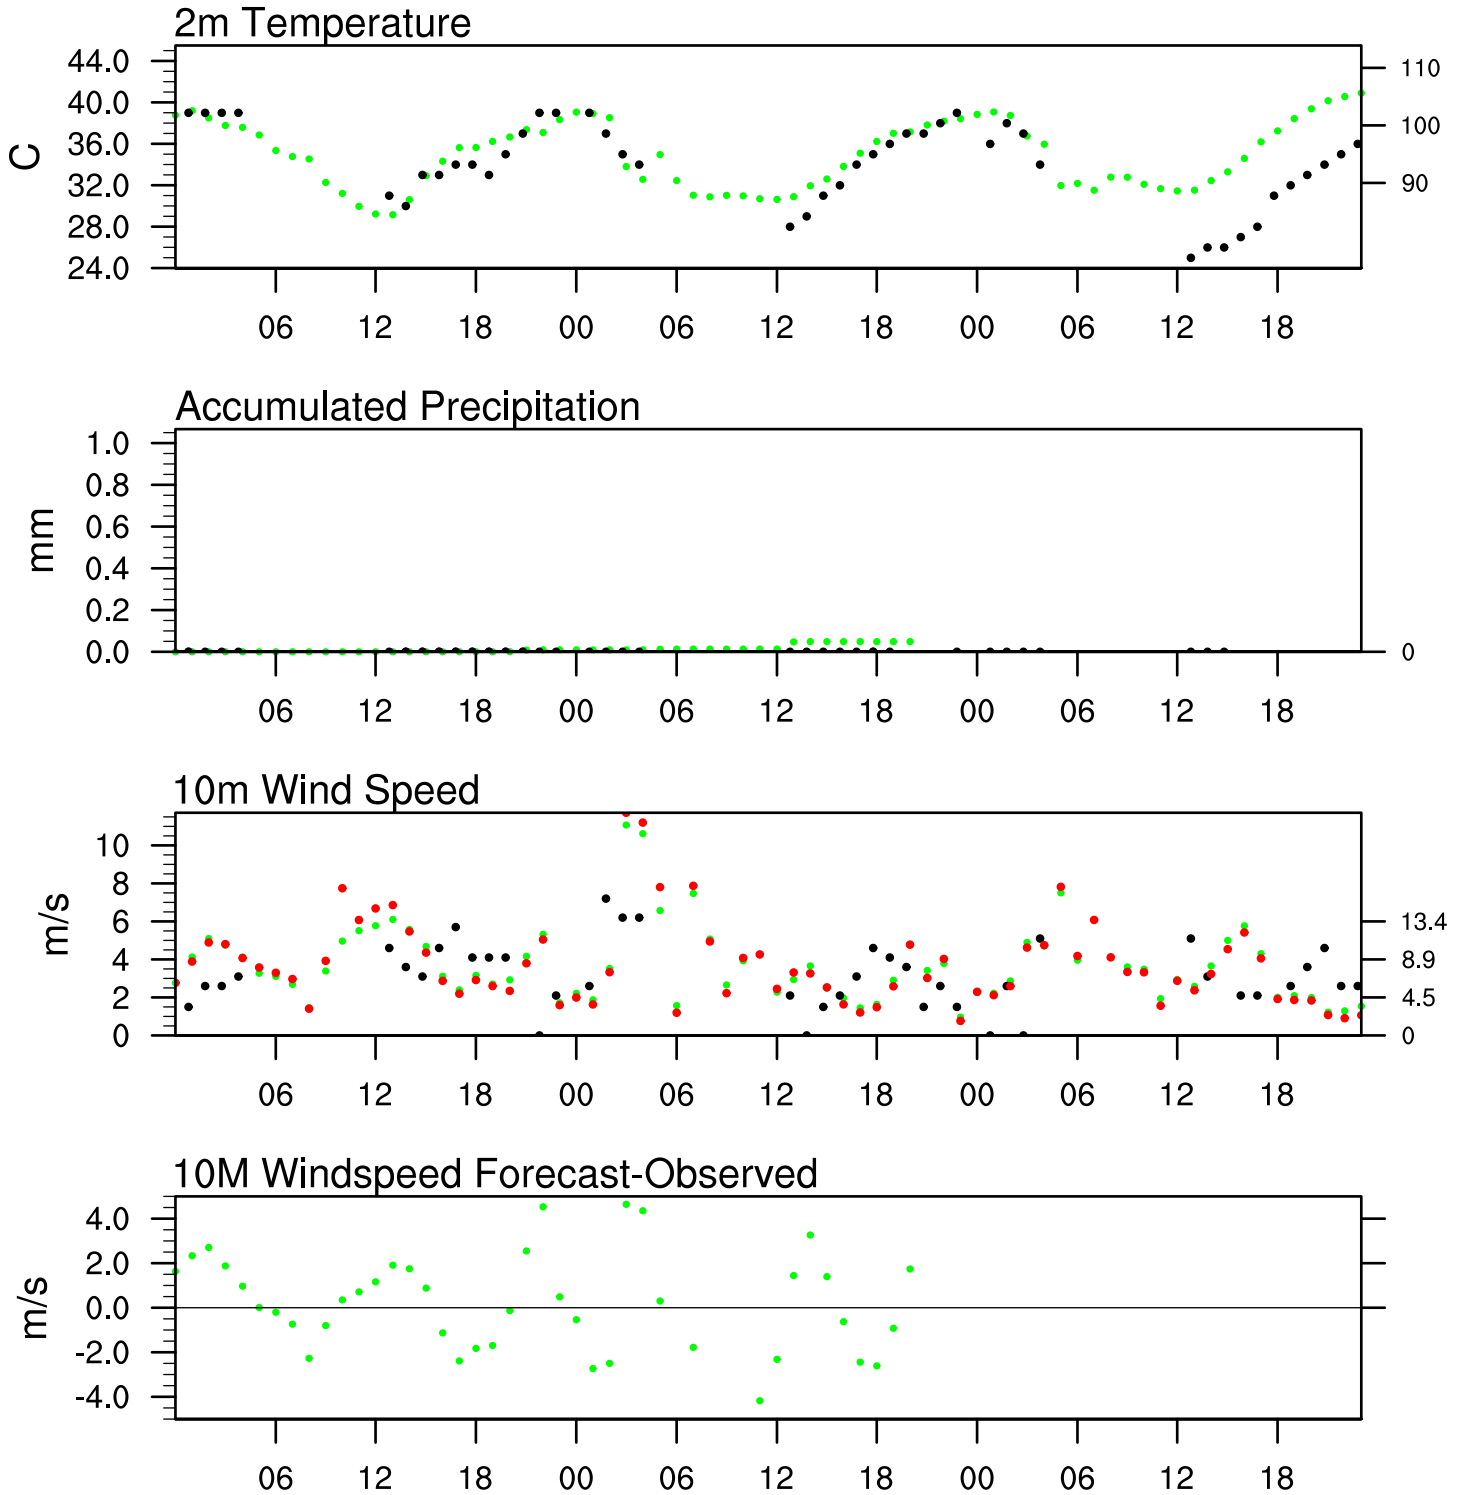 2m Temperature
44.0
40.0
36.0
32.0
28.0
24.0
C
110
100
90
06 12 18 00 06 12 18 00 06 12 18
Accumulated Precipitation
1.0
0.8
0.6
0.4
0.2
0.0
mm
0
06 12 18 00 06 12 18 00 06 12 18
10m Wind Speed
10
8
6
4
2
0
m/s
13.4
8.9
4.5
0
06 12 18 00 06 12 18 00 06 12 18
10M Windspeed Forecast-Observed
4.0
2.0
0.0
-2.0
-4.0
m/s
06 12 18 00 06 12 18 00 06 12 18